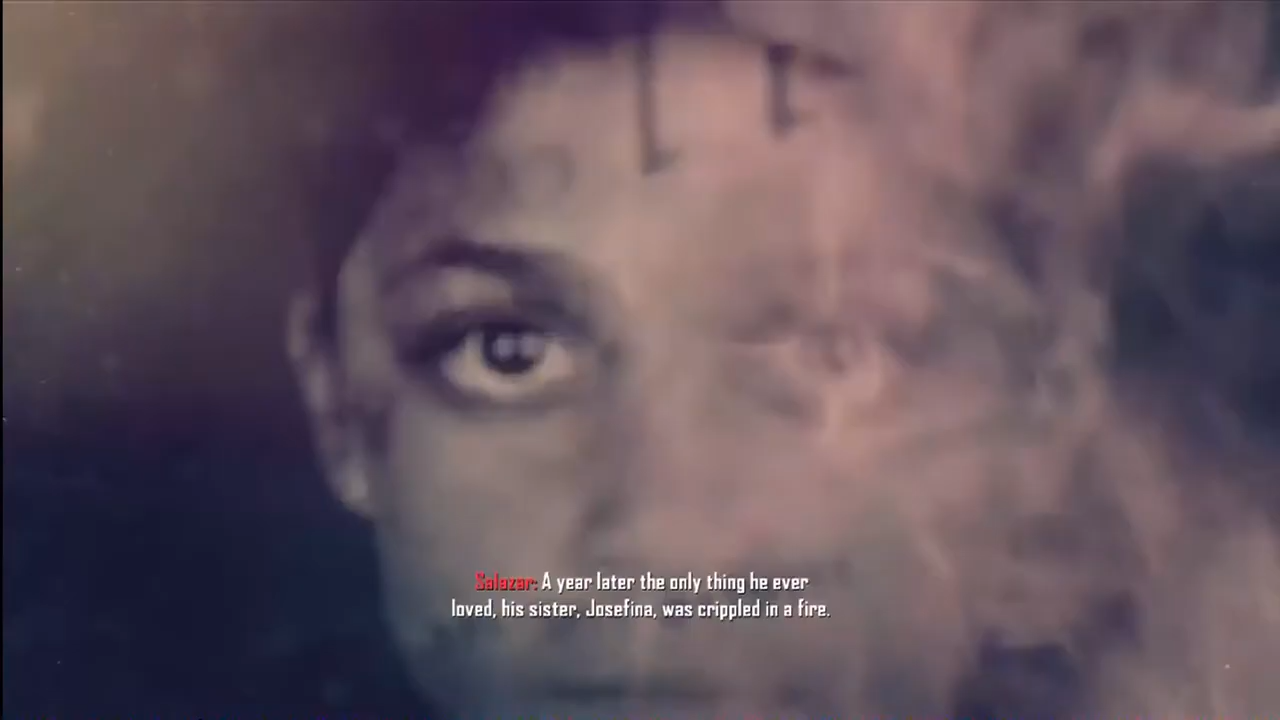 Salazar: A year later the only thing he ever
loved, his sister, Josefina, was crippled in a fire.